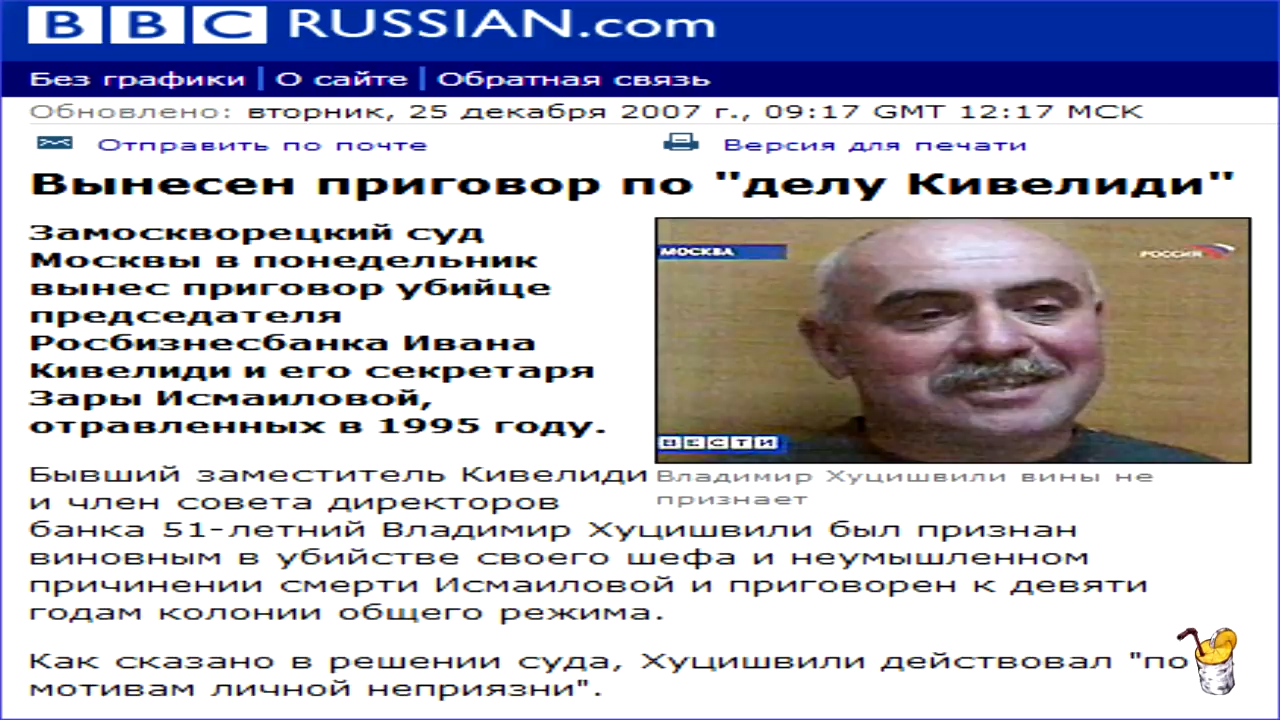 BBC RUSSIAN.com
Без графики | О сайте | Обратная связь
Обновлено: вторник, 25 декабря 2007 г., 09:17 GMT 12:17 МСК
Отправить по почте
Версия для печати
Вынесен приговор по "делу Кивелиди"
Замоскворецкий суд
Москвы в понедельник
вынес приговор убийце
председателя
Росбизнесбанка Ивана
Кивелиди и его секретаря
Зары Исмаиловой,
отравленных в 1995 году.
МОСКВА
РОССИЯ
ВЕСТИ
Владимир Хуцишвили вины не
признает
Бывший заместитель Кивелиди
и член совета директоров
банка 51-летний Владимир Хуцишвили был признан
виновным в убийстве своего шефа и неумышленном
причинении смерти Исмаиловой и приговорен к девяти
годам колонии общего режима.
Как сказано в решении суда, Хуцишвили действовал "по
мотивам личной неприязни".